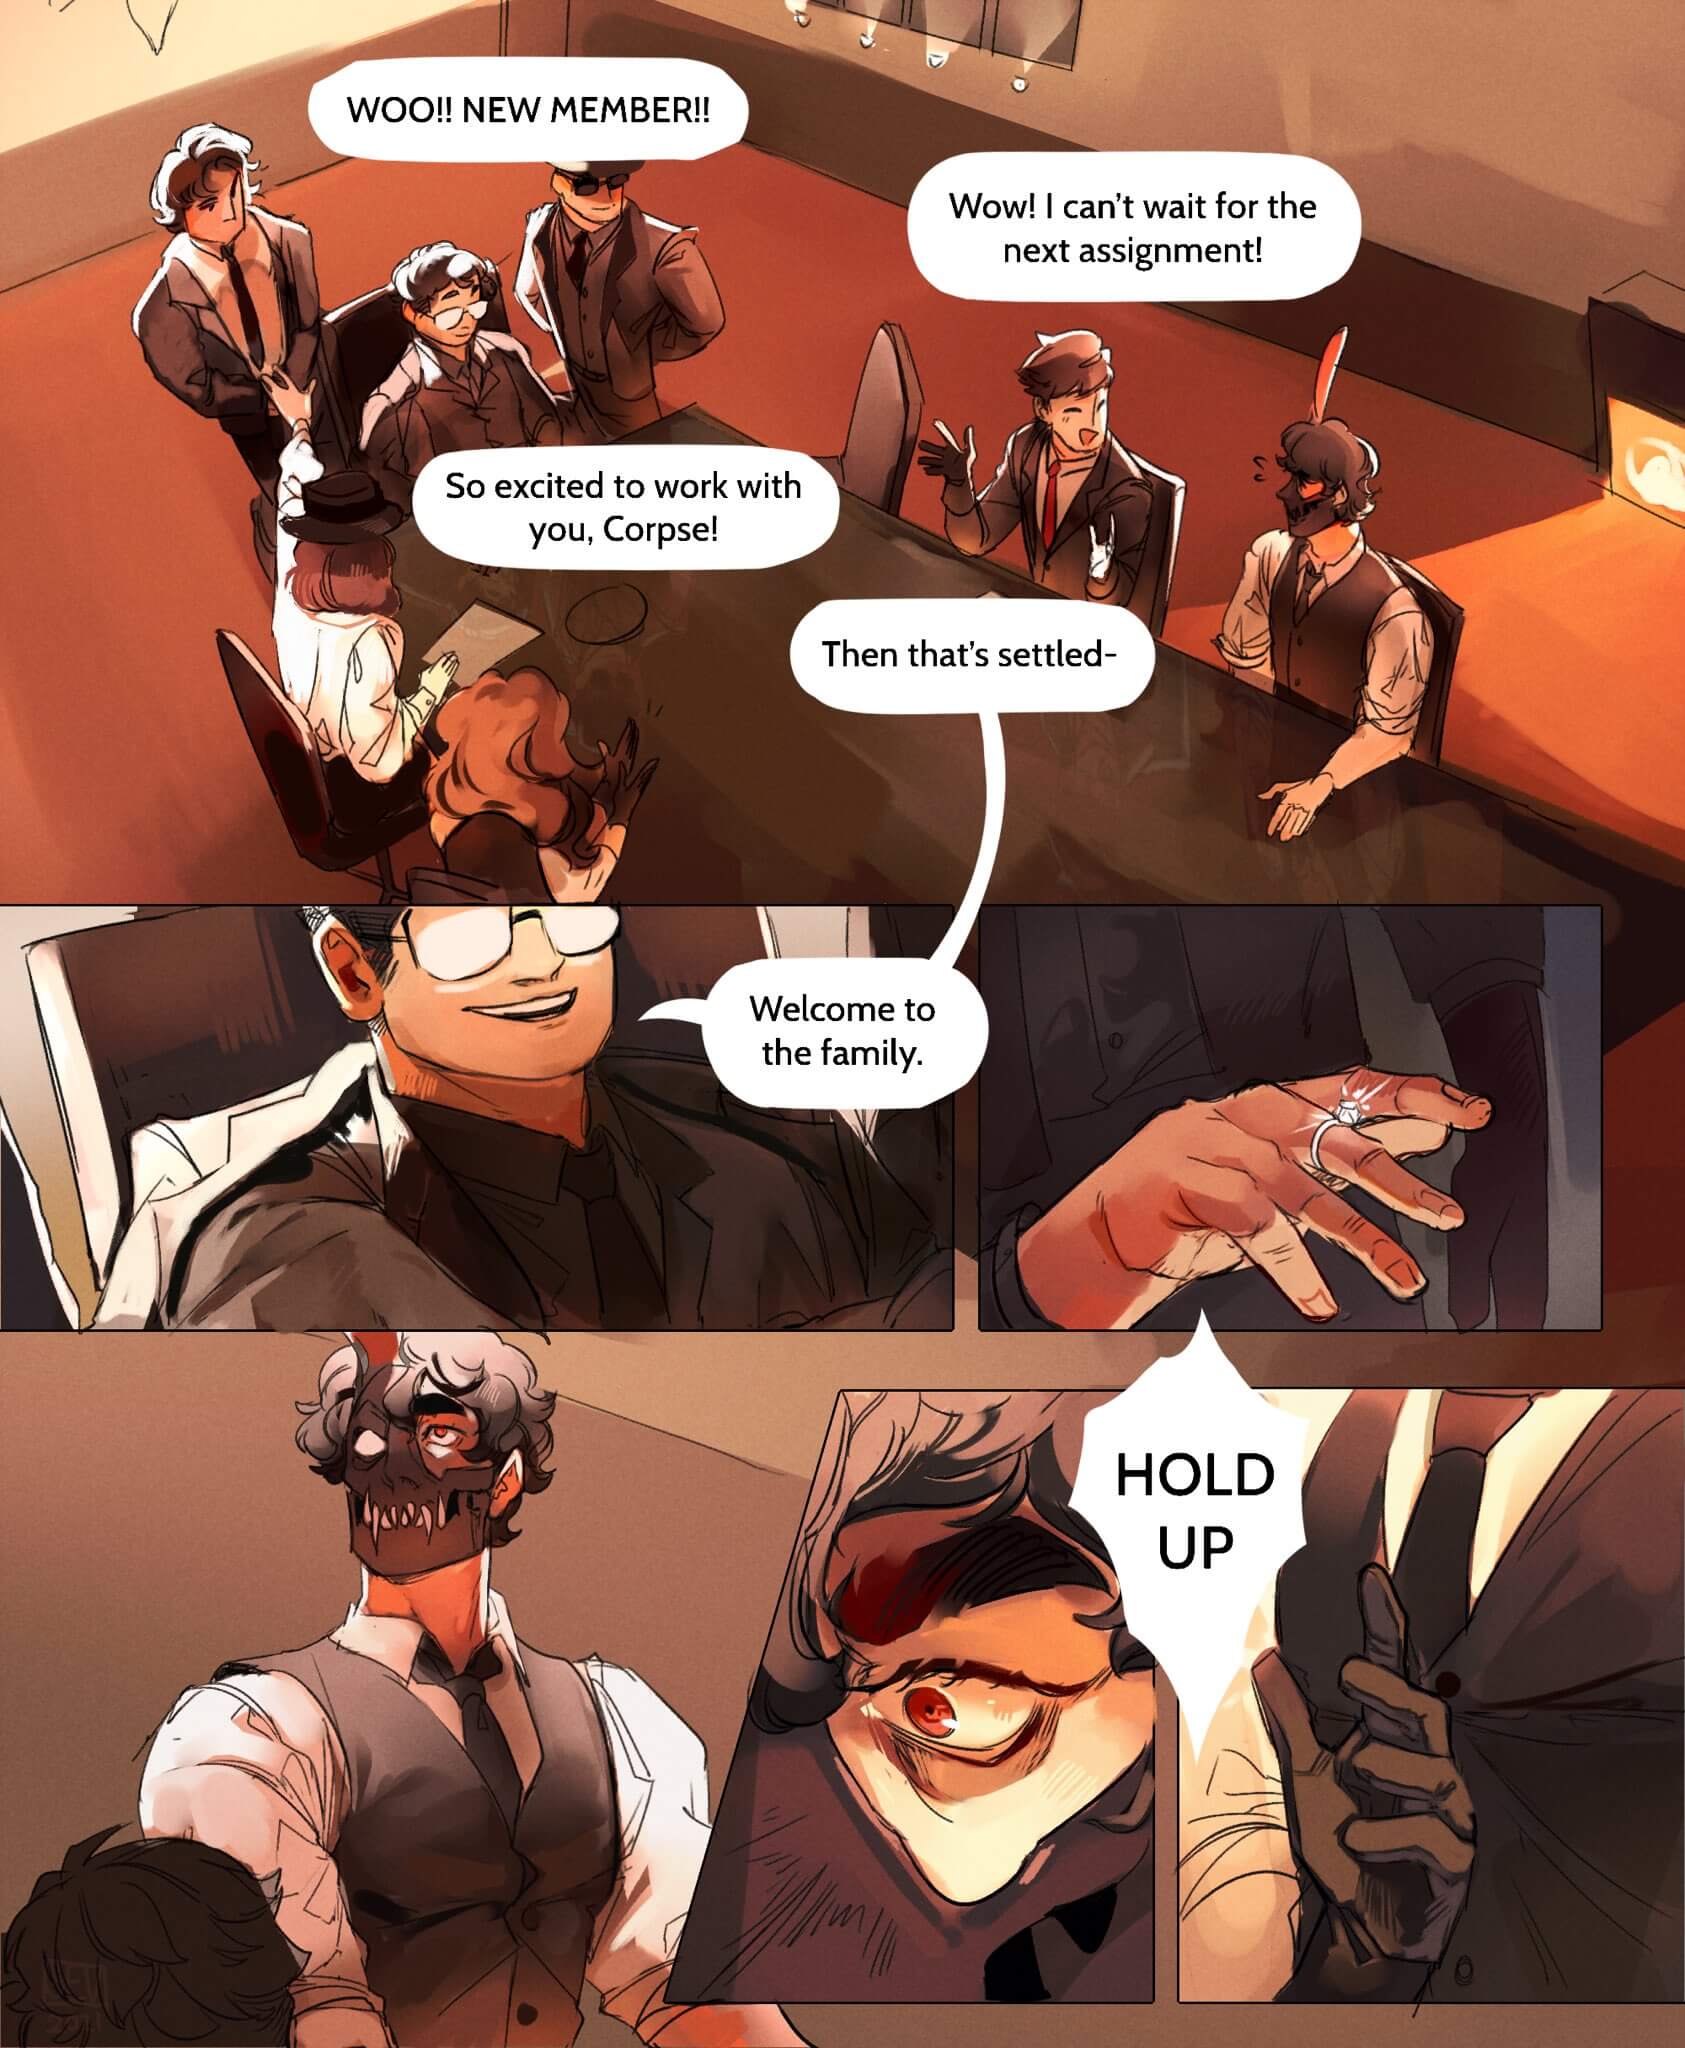 WOO!! NEW MEMBER!!
Wow! I can't wait for the
next assignment!
So excited to work with
you, Corpse!
Then that's settled-
Welcome to
the family.
HOLD
UP